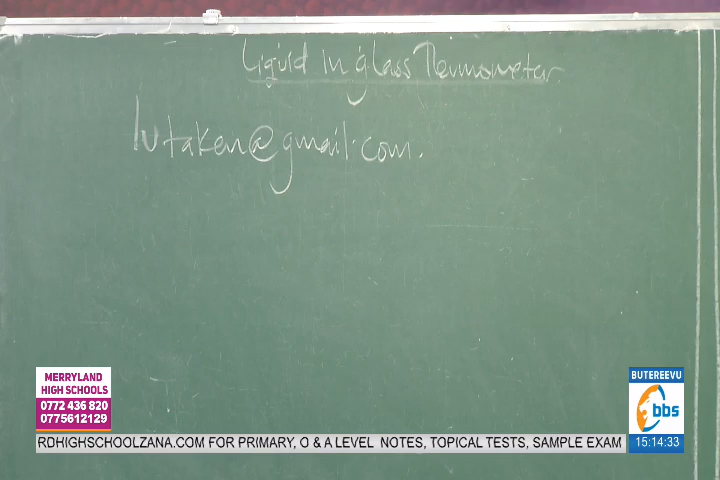 Liquid in glass Thermometer.
lutaken@gmail.com.
MERRYLAND
HIGH SCHOOLS
0772 436 820
0775612129
BUTEREEVU
bbs
15:14:33
RDHIGHSCHOOLZANA.COM FOR PRIMARY, O & A LEVEL NOTES, TOPICAL TESTS, SAMPLE EXAM